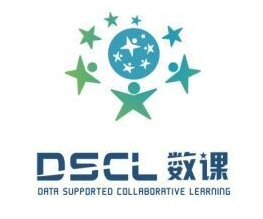 DSCL 数课
DATA SUPPORTED COLLABORATIVE LEARNING